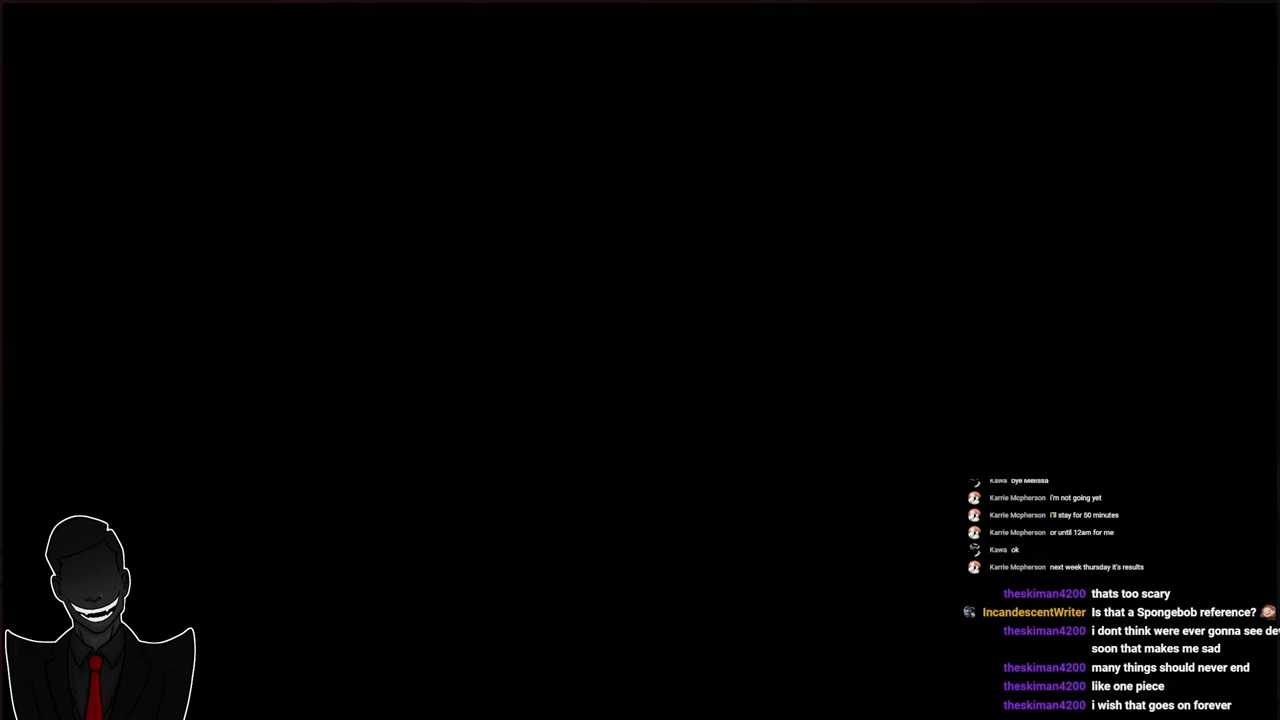 Kawa bye Melissa
Karrie Mcpherson i'm not going yet
Karrie Mcpherson i'll stay for 50 minutes
Karrie Mcpherson or until 12am for me
Kawa ok
Karrie Mcpherson next week thursday it's results
theskiman4200 thats too scary
IncandescentWriter Is that a Spongebob reference?
theskiman4200 i dont think were ever gonna see
soon that makes me sad
theskiman4200 many things should never end
theskiman4200 like one piece
theskiman4200 i wish that goes on forever